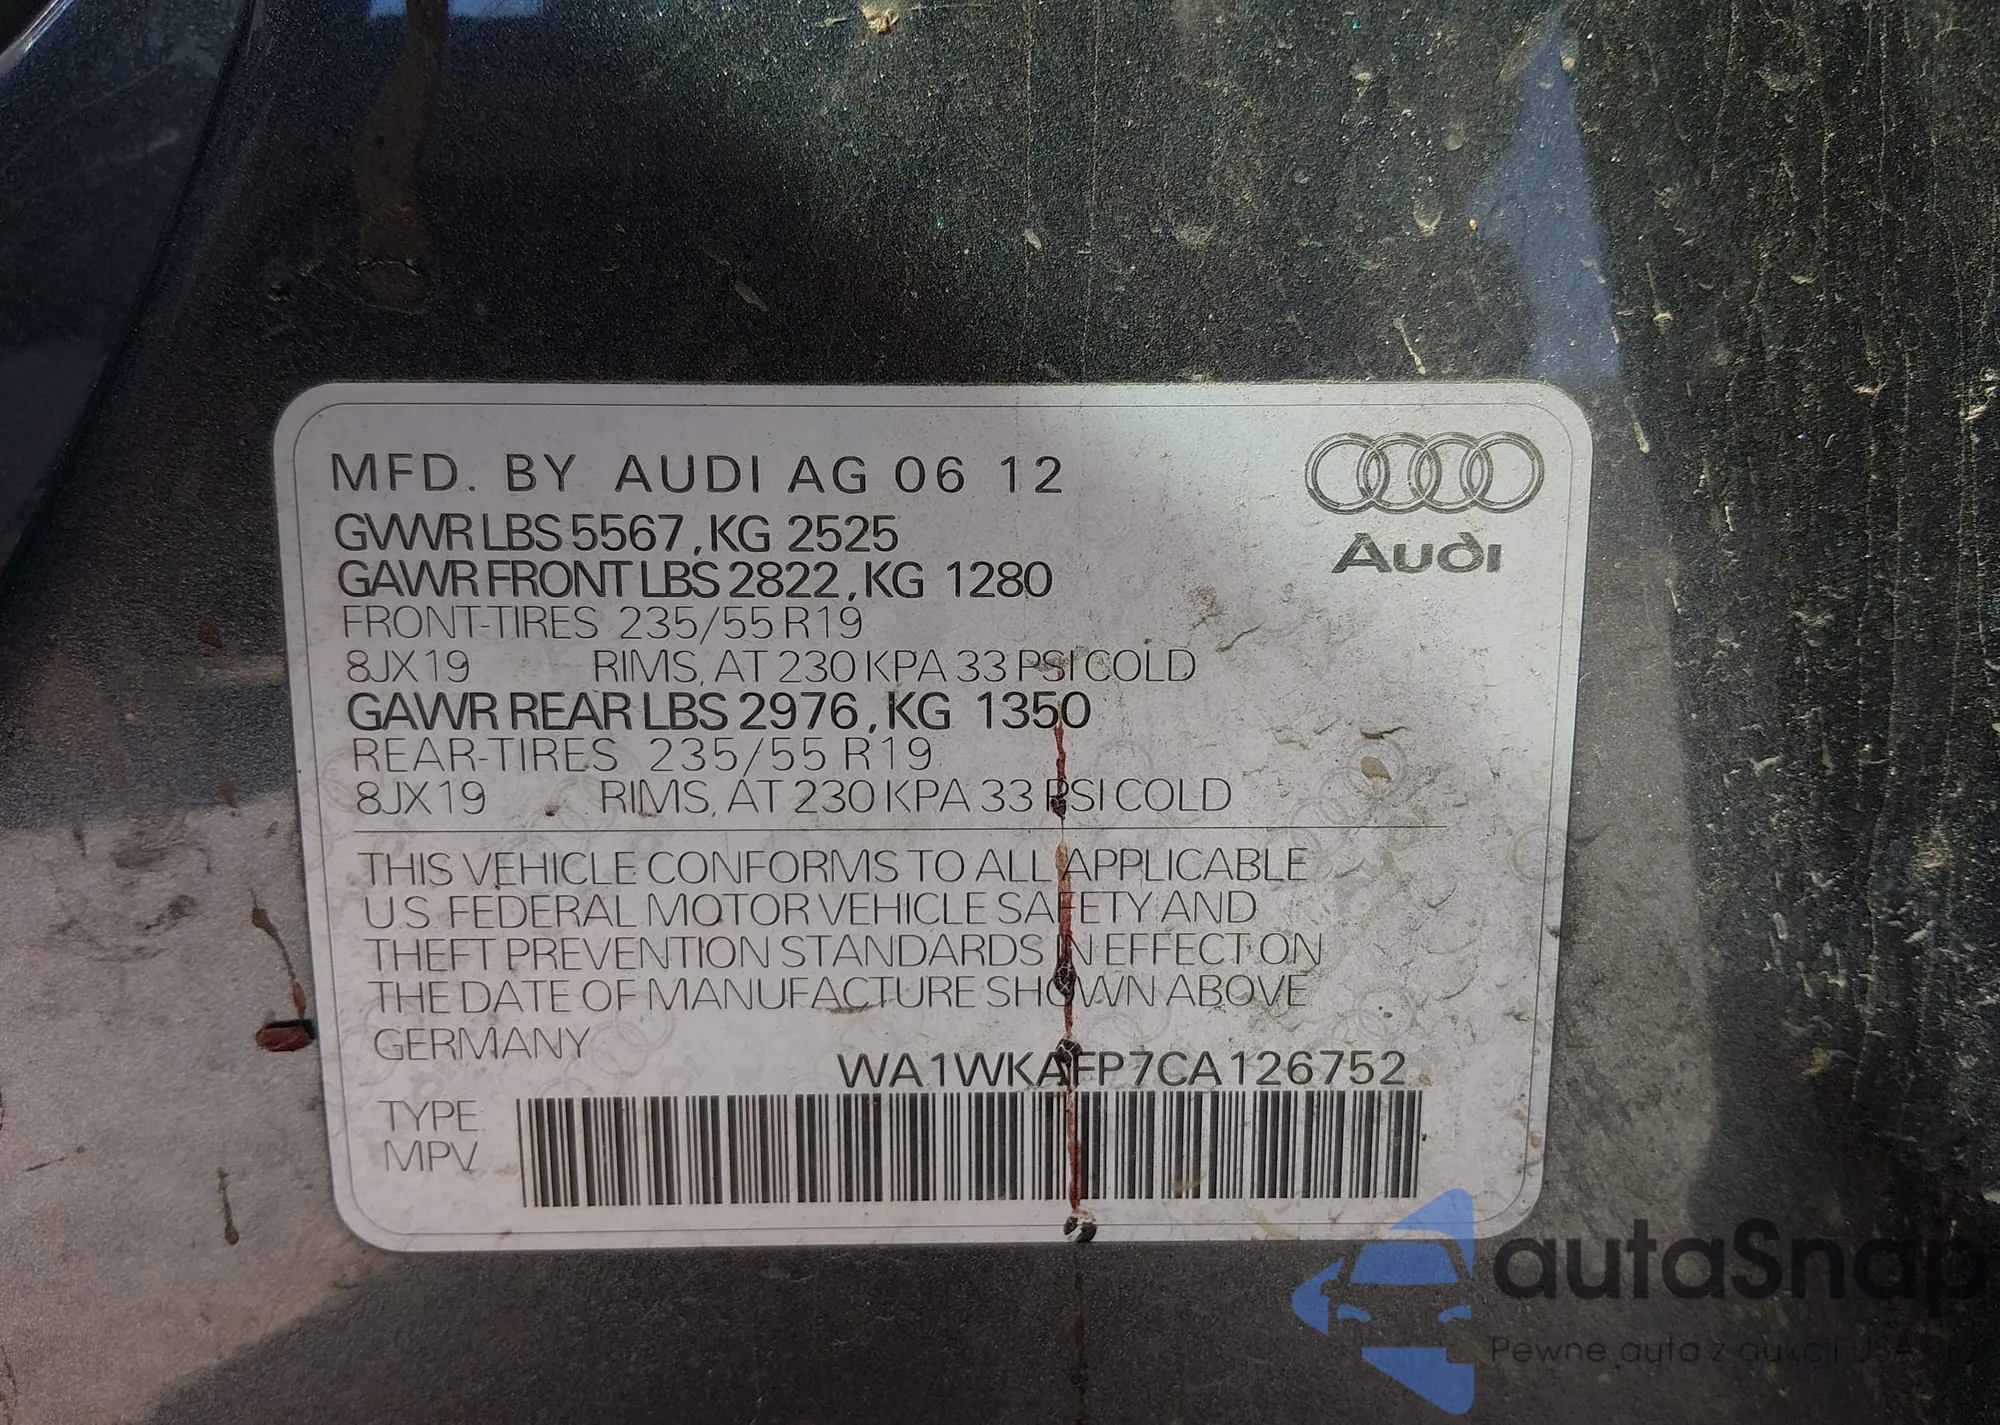 MFD. BY AUDI AG 06 12
GVWR LBS 5567, KG 2525
GAWR FRONT LBS 2822, KG 1280
FRONT-TIRES 235/55 R19
8JX19 RIMS, AT 230 KPA 33 PSI COLD
GAWR REAR LBS 2976, KG 1350
REAR-TIRES 235/55 R19
8JX19 RIMS, AT 230 KPA 33 PSI COLD
Audi
THIS VEHICLE CONFORMS TO ALL APPLICABLE
U.S. FEDERAL MOTOR VEHICLE SAFETY AND
THEFT PREVENTION STANDARDS IN EFFECT ON
THE DATE OF MANUFACTURE SHOWN ABOVE
GERMANY
WA1WKAFP7CA126752
TYPE:
MPV
autaSnap
Pewne auta z aukcji USA